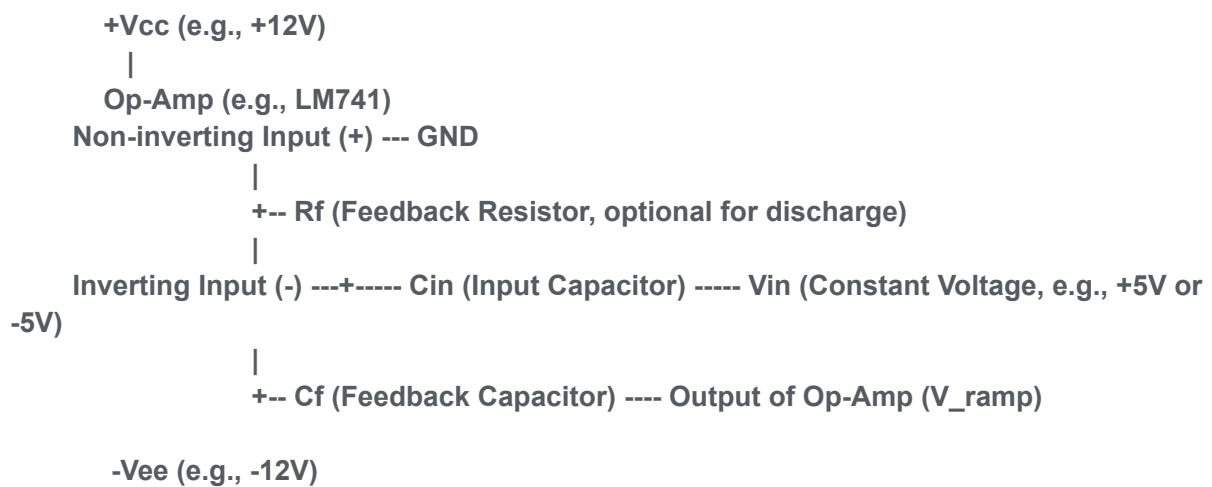 +Vcc (e.g., +12V)
|
Op-Amp (e.g., LM741)
Non-inverting Input (+) --- GND
|
+-- Rf (Feedback Resistor, optional for discharge)
|
Inverting Input (-) ---+----- Cin (Input Capacitor) ----- Vin (Constant Voltage, e.g., +5V or
-5V)
|
+-- Cf (Feedback Capacitor) ---- Output of Op-Amp (V_ramp)
-Vee (e.g., -12V)